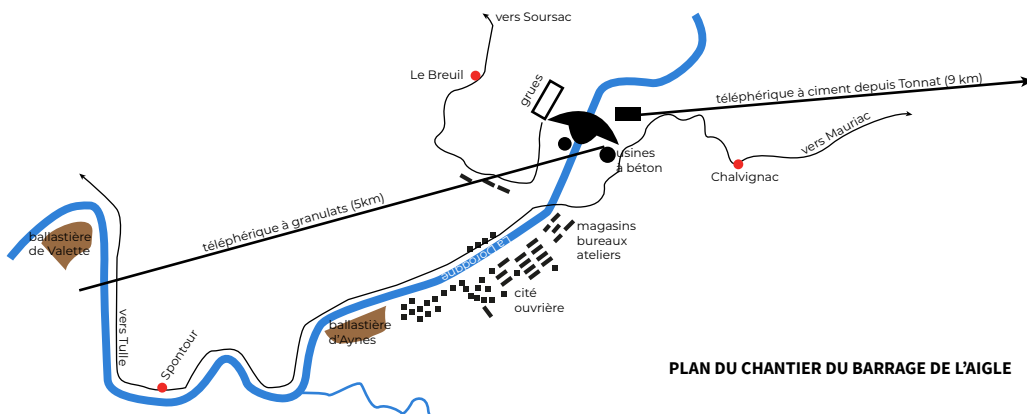 vers Soursac
Le Breuil
grues
téléphérique à ciment depuis Tonnat (9 km)
vers Mauriac
usines
à béton
Chalvignac
téléphérique à granulats (5km)
ballastière
de Valette
magasins
bureaux
ateliers
La Dordogne
cité
ouvrière
vers Tulle
Spontour
ballastière
d'Aynes
PLAN DU CHANTIER DU BARRAGE DE L'AIGLE